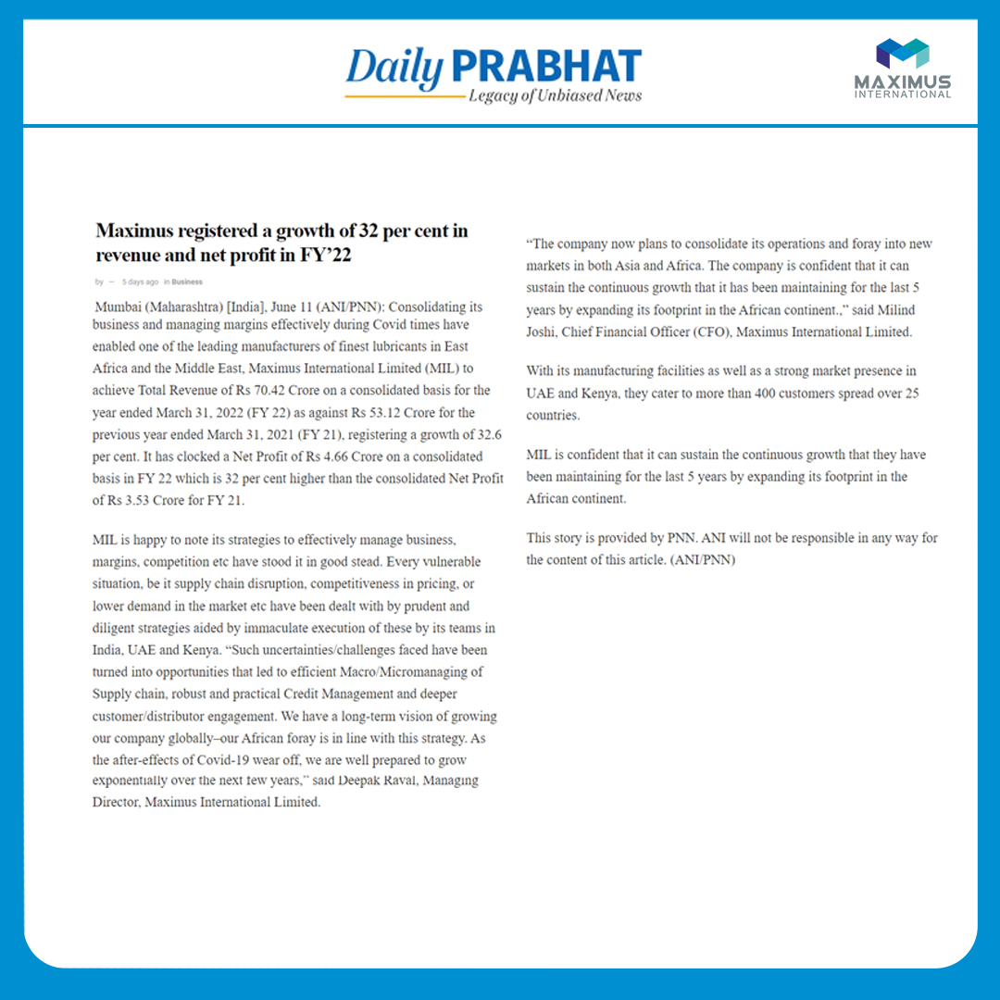 Daily PRABHAT
Legacy of Unbiased News
MAXIMUS
INTERNATIONAL
Maximus registered a growth of 32 per cent in
revenue and net profit in FY’22
by — 5 days ago in Business
Mumbai (Maharashtra) [India], June 11 (ANI/PNN): Consolidating its
business and managing margins effectively during Covid times have
enabled one of the leading manufacturers of finest lubricants in East
Africa and the Middle East, Maximus International Limited (MIL) to
achieve Total Revenue of Rs 70.42 Crore on a consolidated basis for the
year ended March 31, 2022 (FY 22) as against Rs 53.12 Crore for the
previous year ended March 31, 2021 (FY 21), registering a growth of 32.6
per cent. It has clocked a Net Profit of Rs 4.66 Crore on a consolidated
basis in FY 22 which is 32 per cent higher than the consolidated Net Profit
of Rs 3.53 Crore for FY 21.
MIL is happy to note its strategies to effectively manage business,
margins, competition etc have stood it in good stead. Every vulnerable
situation, be it supply chain disruption, competitiveness in pricing, or
lower demand in the market etc have been dealt with by prudent and
diligent strategies aided by immaculate execution of these by its teams in
India, UAE and Kenya. “Such uncertainties/challenges faced have been
turned into opportunities that led to efficient Macro/Micromanaging of
Supply chain, robust and practical Credit Management and deeper
customer/distributor engagement. We have a long-term vision of growing
our company globally–our African foray is in line with this strategy. As
the after-effects of Covid-19 wear off, we are well prepared to grow
exponentially over the next few years,” said Deepak Raval, Managing
Director, Maximus International Limited.
“The company now plans to consolidate its operations and foray into new
markets in both Asia and Africa. The company is confident that it can
sustain the continuous growth that it has been maintaining for the last 5
years by expanding its footprint in the African continent.,” said Milind
Joshi, Chief Financial Officer (CFO), Maximus International Limited.
With its manufacturing facilities as well as a strong market presence in
UAE and Kenya, they cater to more than 400 customers spread over 25
countries.
MIL is confident that it can sustain the continuous growth that they have
been maintaining for the last 5 years by expanding its footprint in the
African continent.
This story is provided by PNN. ANI will not be responsible in any way for
the content of this article. (ANI/PNN)